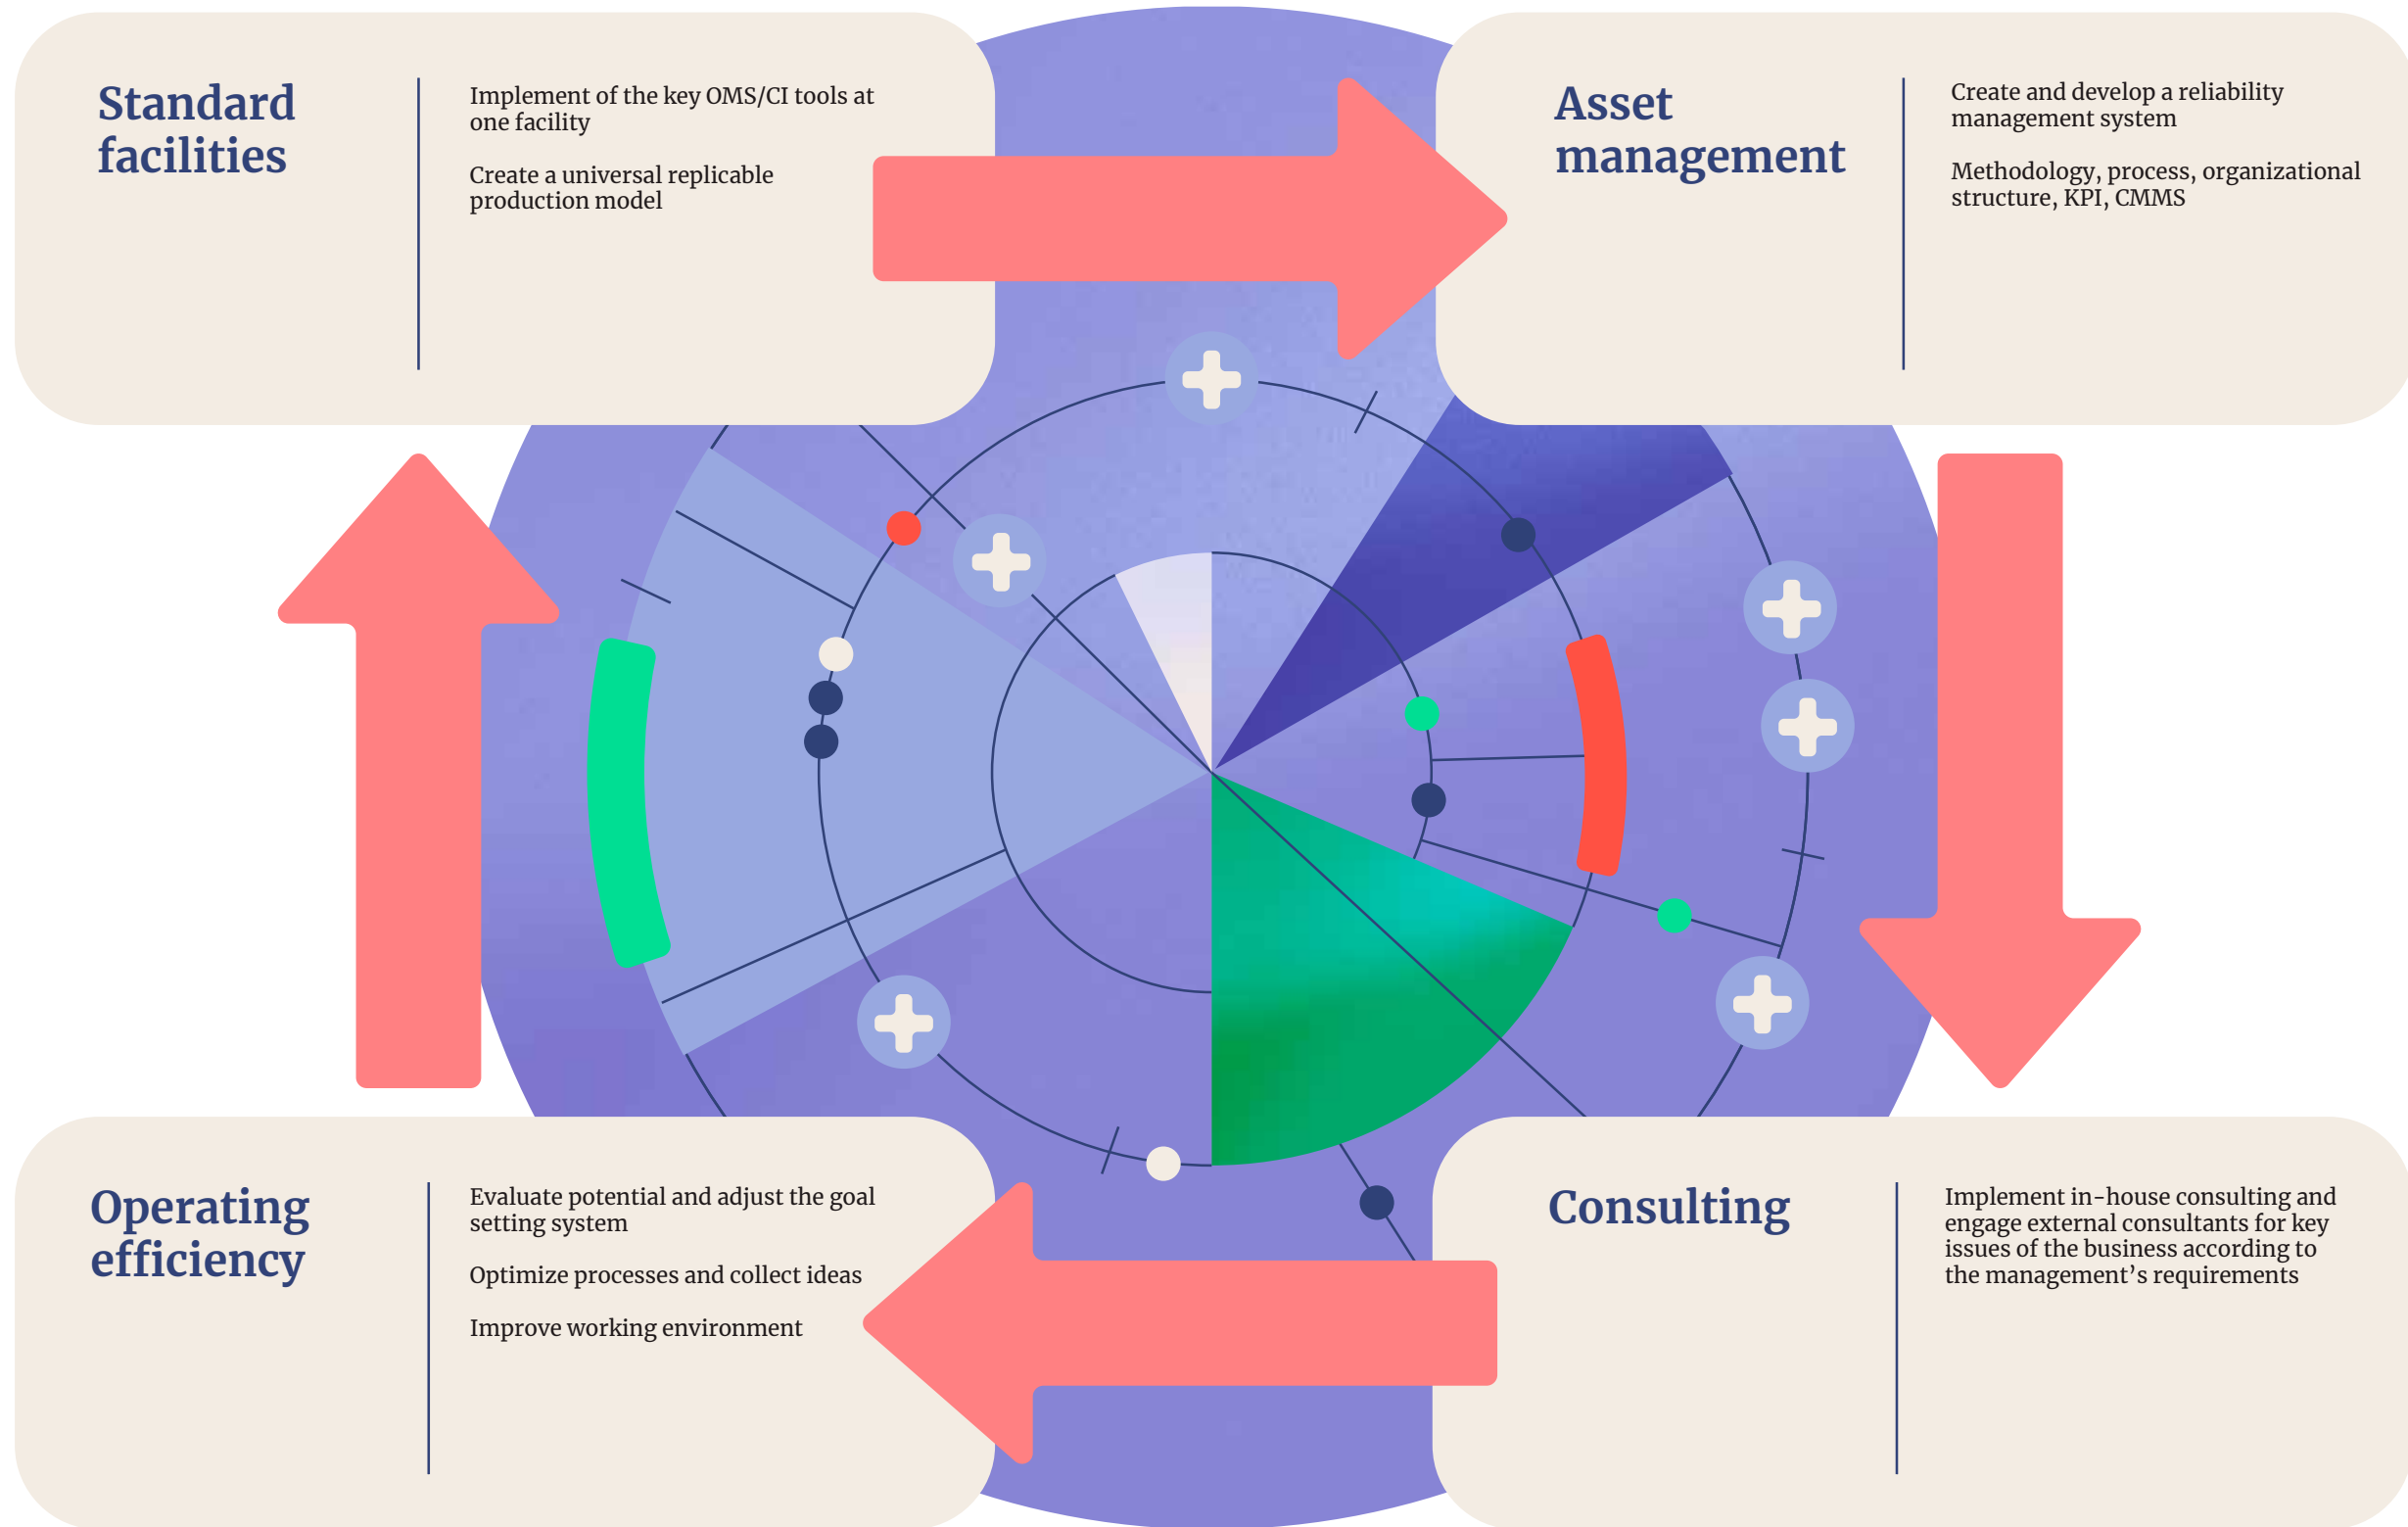 Standard
facilities
Implement of the key OMS/CI tools at
one facility
Create a universal replicable
production model
Asset
management
Create and develop a reliability
management system
Methodology, process, organizational
structure, KPI, CMMS
Operating
efficiency
Evaluate potential and adjust the goal
setting system
Optimize processes and collect ideas
Improve working environment
Consulting
Implement in-house consulting and
engage external consultants for key
issues of the business according to
the management’s requirements